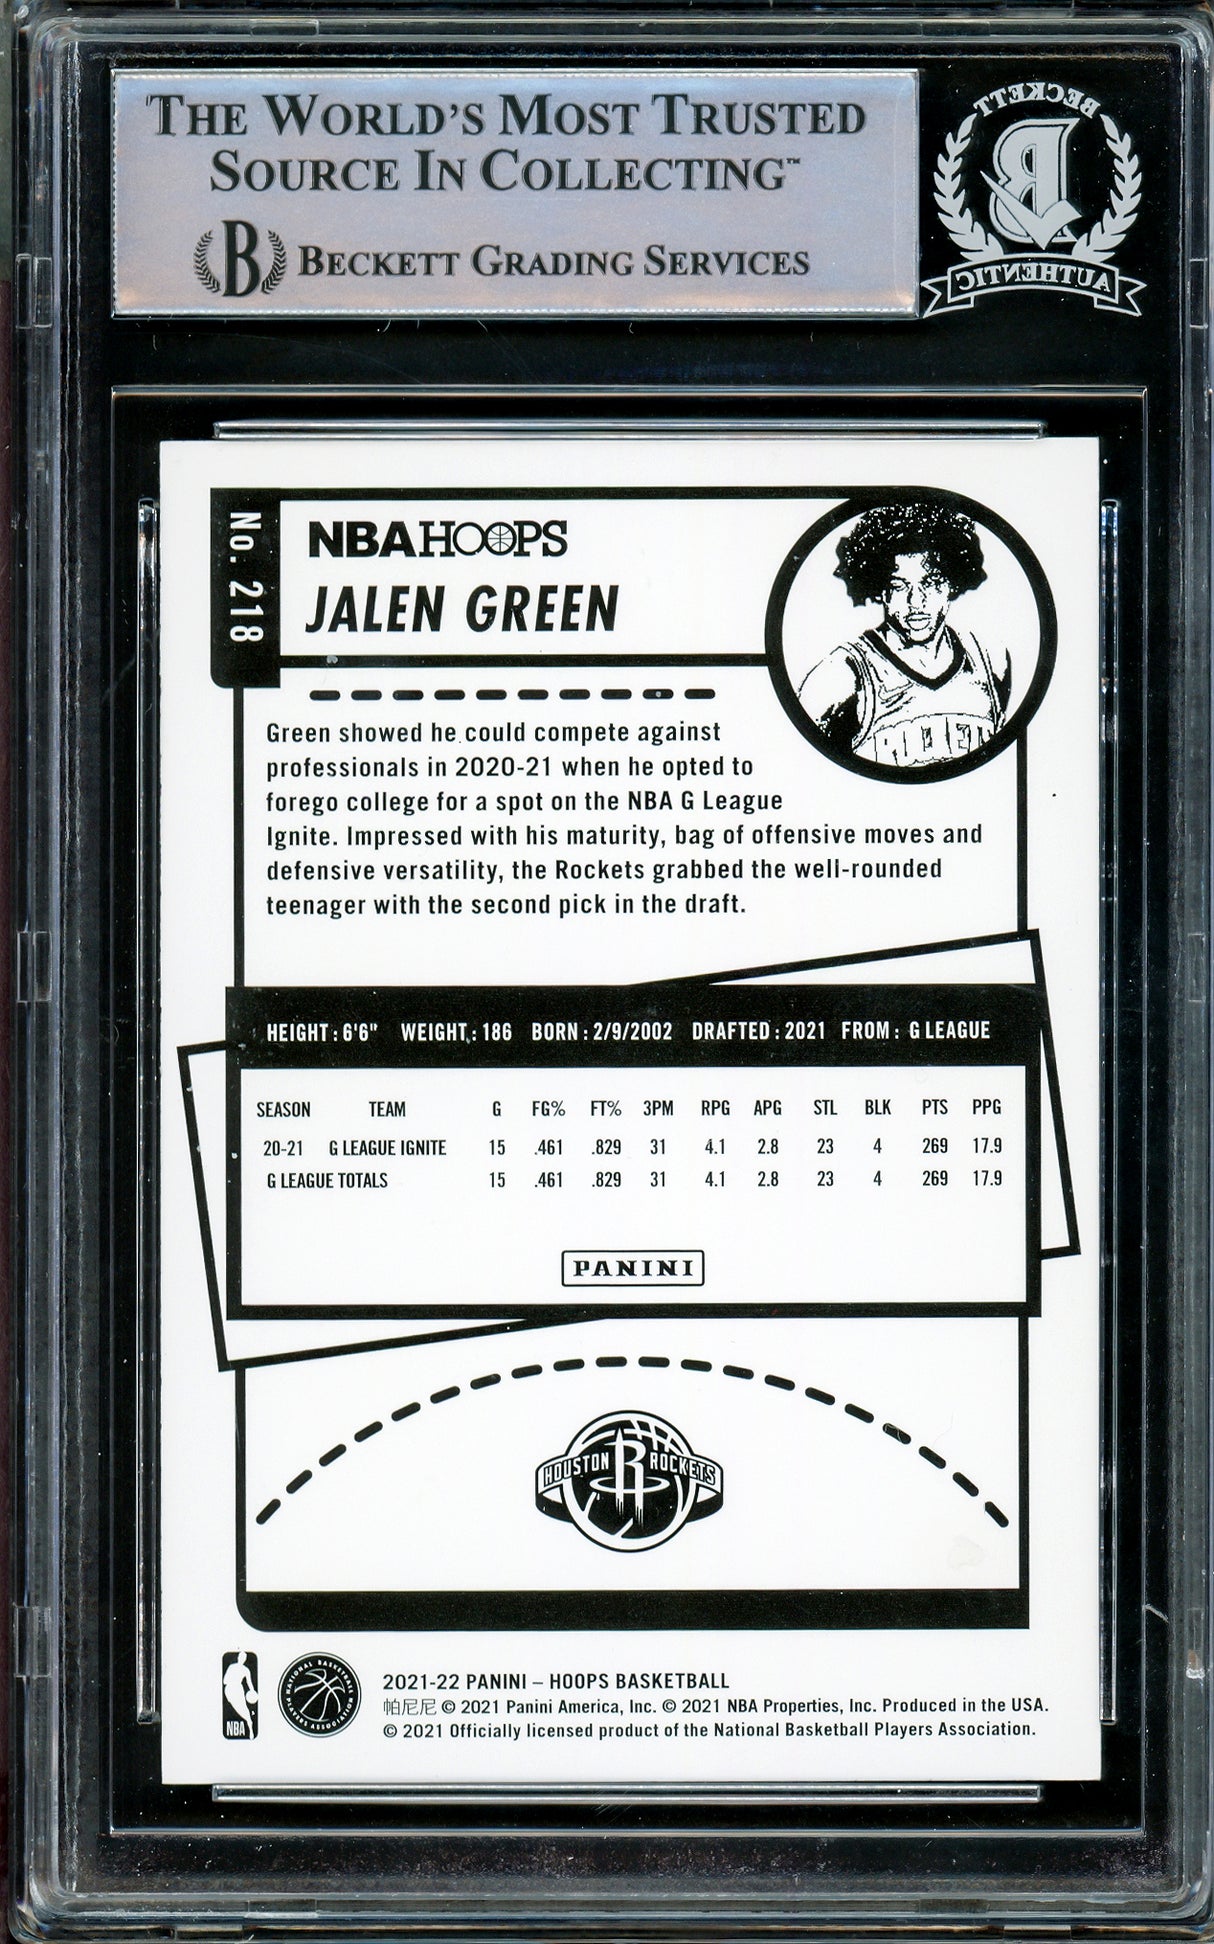 THE WORLD'S MOST TRUSTED
SOURCE IN COLLECTING™
BECKETT GRADING SERVICES
BECKETT
B
AUTHENTIC
No. 218
NBA HOOPS
JALEN GREEN
ROCKETS
Green showed he could compete against
professionals in 2020-21 when he opted to
forego college for a spot on the NBA G League
Ignite. Impressed with his maturity, bag of offensive moves and
defensive versatility, the Rockets grabbed the well-rounded
teenager with the second pick in the draft.
HEIGHT : 6'6" WEIGHT : 186 BORN : 2/9/2002 DRAFTED : 2021 FROM : G LEAGUE
SEASON TEAM G FG% FT% 3PM RPG APG STL BLK PTS PPG
20-21 G LEAGUE IGNITE 15 .461 .829 31 4.1 2.8 23 4 269 17.9
G LEAGUE TOTALS 15 .461 .829 31 4.1 2.8 23 4 269 17.9
PANINI
HOUSTON R ROCKETS
NBA
NATIONAL BASKETBALL PLAYERS ASSOCIATION
2021-22 PANINI – HOOPS BASKETBALL
帕尼尼 © 2021 Panini America, Inc. © 2021 NBA Properties, Inc. Produced in the USA.
© 2021 Officially licensed product of the National Basketball Players Association.